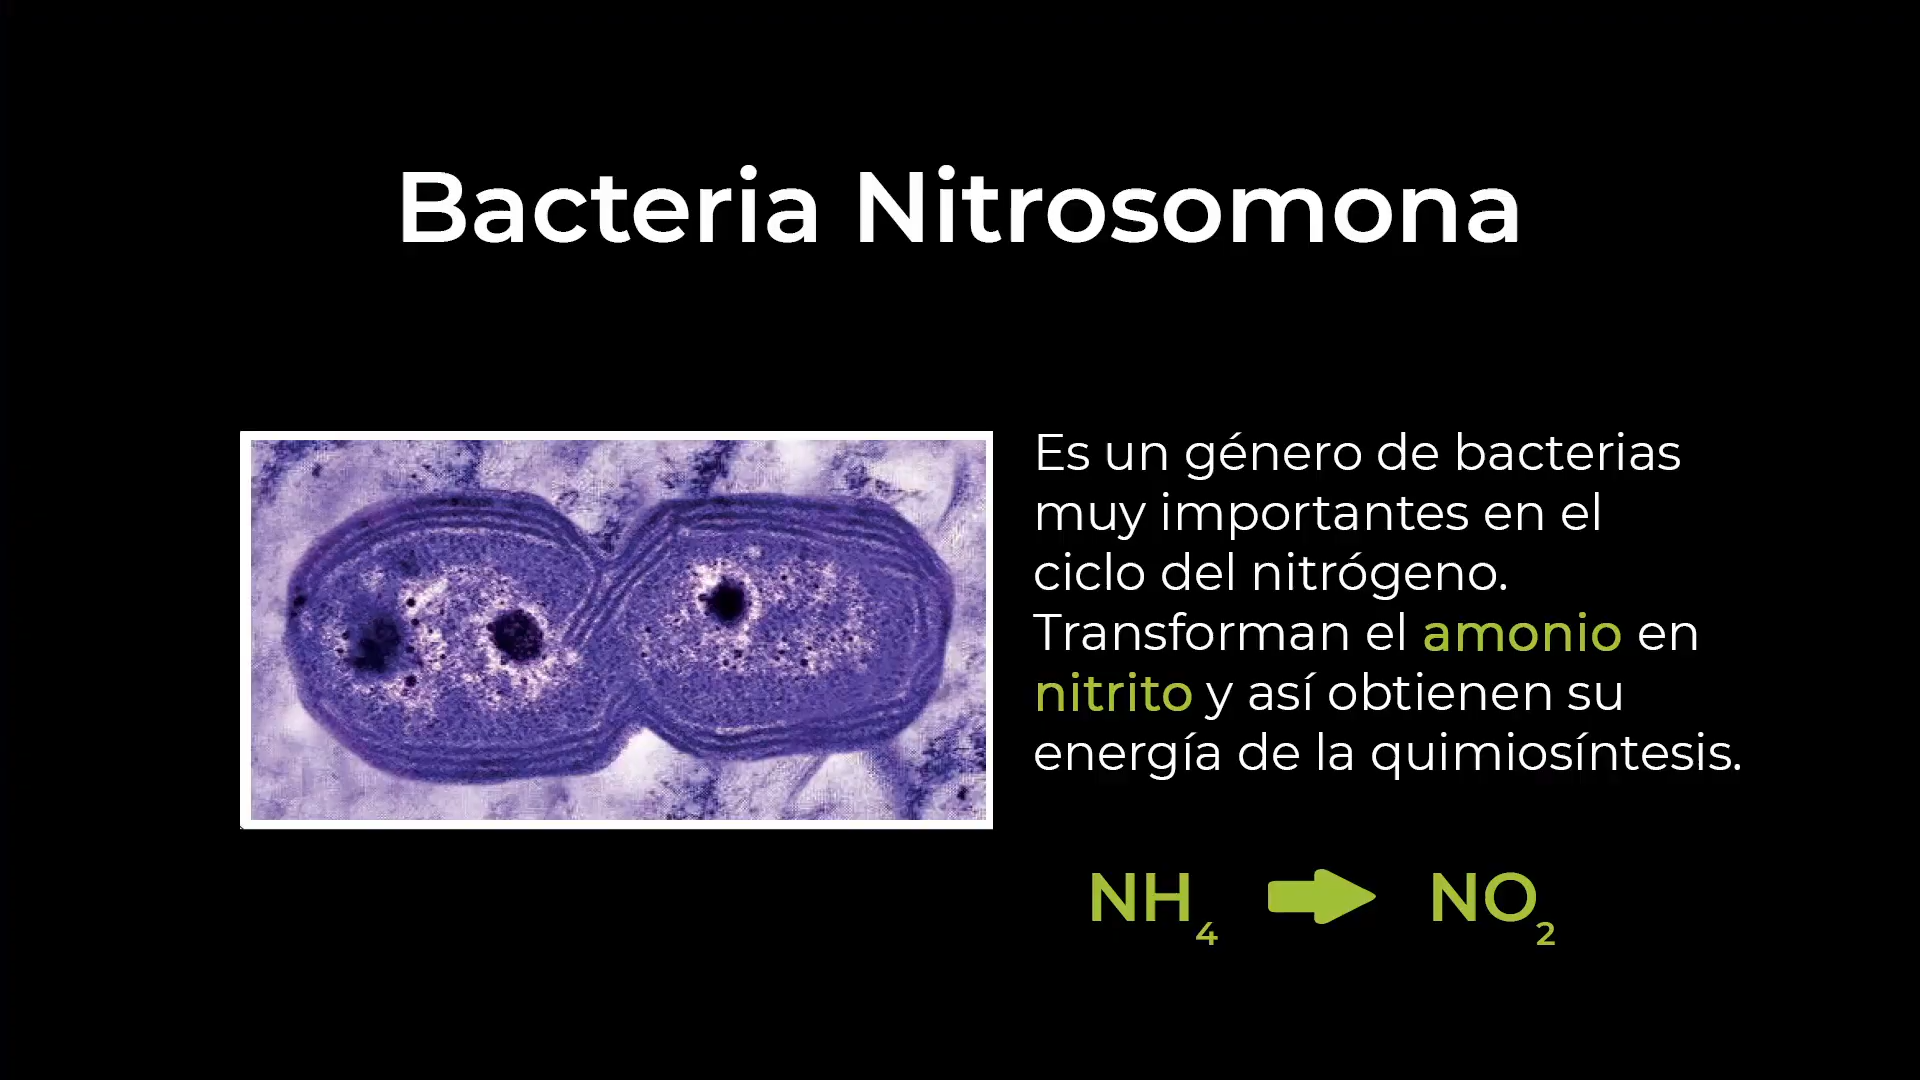 Bacteria Nitrosomona
Es un género de bacterias
muy importantes en el
ciclo del nitrógeno.
Transforman el amonio en
nitrito y así obtienen su
energía de la quimiosíntesis.
NH₄ → NO₂